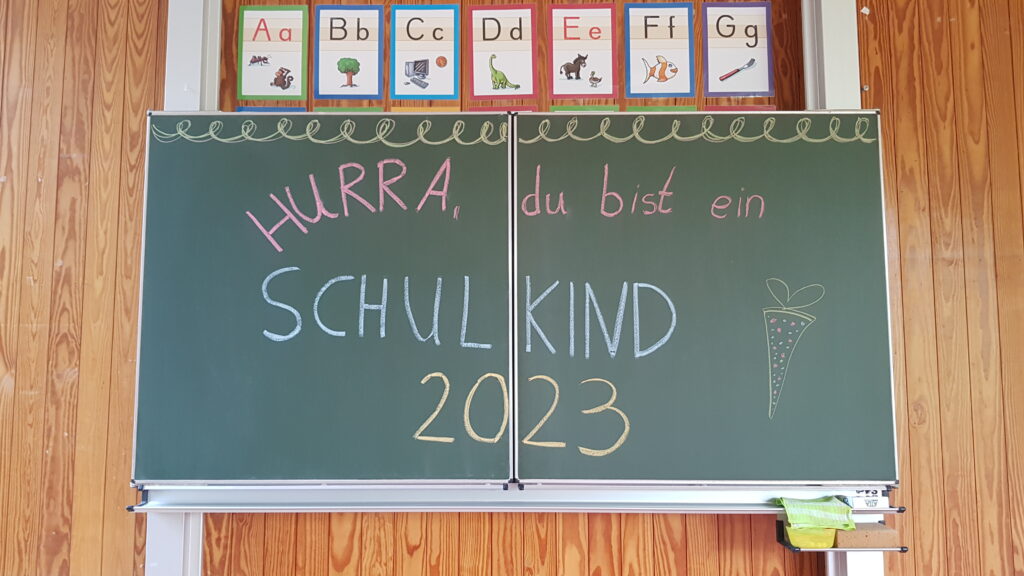 Aa Bb Cc Dd Ee Ff Gg
HURRA, du bist ein
SCHULKIND
2023